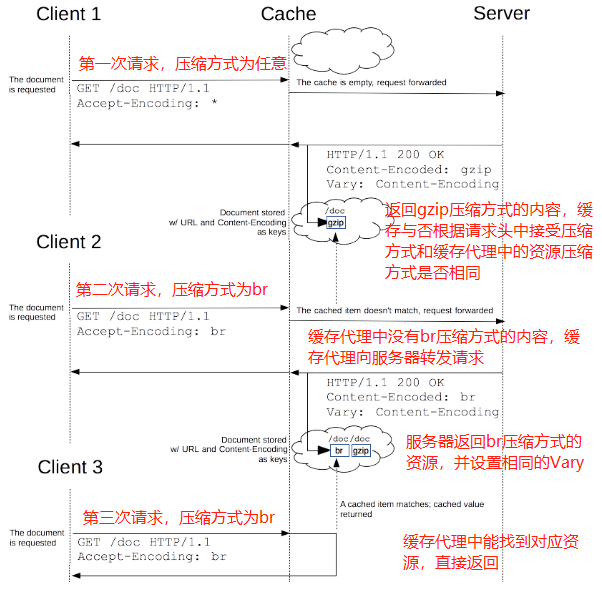 Client 1 Cache Server
第一次请求，压缩方式为任意
The document
is requested
GET /doc HTTP/1.1
Accept-Encoding: *
The cache is empty, request forwarded
HTTP/1.1 200 OK
Content-Encoded: gzip
Vary: Content-Encoding
Document stored
w/ URL and Content-Encoding
as keys
/doc
gzip
返回gzip压缩方式的内容，缓
存与否根据请求头中接受压缩
方式和缓存代理中的资源压缩
方式是否相同
Client 2
第二次请求，压缩方式为br
The document
is requested
GET /doc HTTP/1.1
Accept-Encoding: br
The cached item doesn't match, request forwarded
缓存代理中没有br压缩方式的内容，缓
存代理向服务器转发请求
HTTP/1.1 200 OK
Content-Encoded: br
Vary: Content-Encoding
Document stored
w/ URL and Content-Encoding
as keys
/doc /doc
br gzip
服务器返回br压缩方式的
资源，并设置相同的Vary
Client 3
A cached item matches; cached value
returned
第三次请求，压缩方式为br
The document
is requested
GET /doc HTTP/1.1
Accept-Encoding: br
缓存代理中能找到对应资
源，直接返回